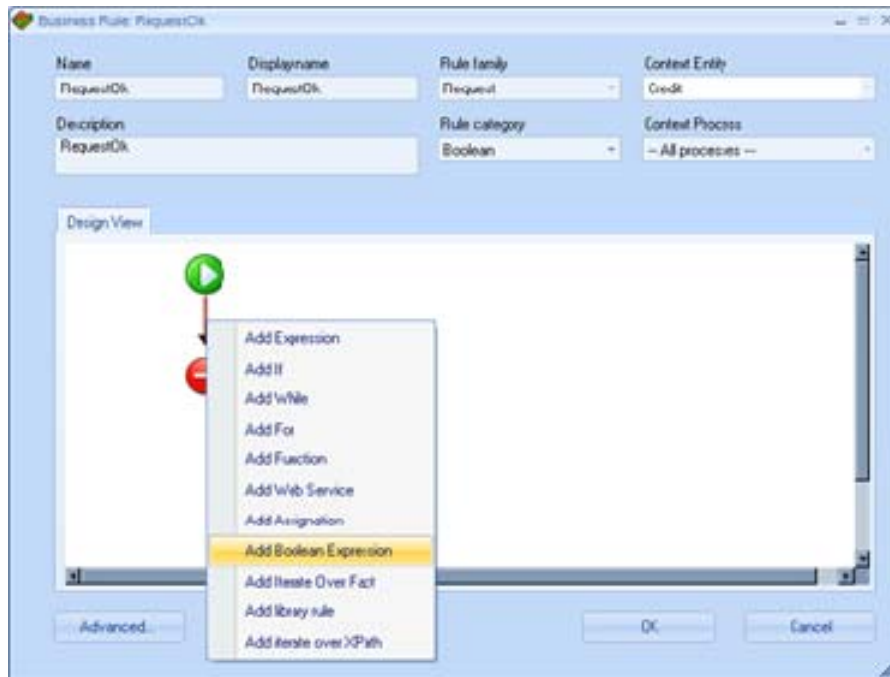 Business Rule: RequestOk
Name Displayname Rule family Context Entity
RequestOk RequestOk Request Credit
Description Rule category Context Process
RequestOk Boolean -- All processes --
Design View
Add Expression
Add If
Add While
Add For
Add Function
Add Web Service
Add Assignation
Add Boolean Expression
Add Iterate Over Fact
Add library rule
Add iterate over XPath
Advanced... OK Cancel